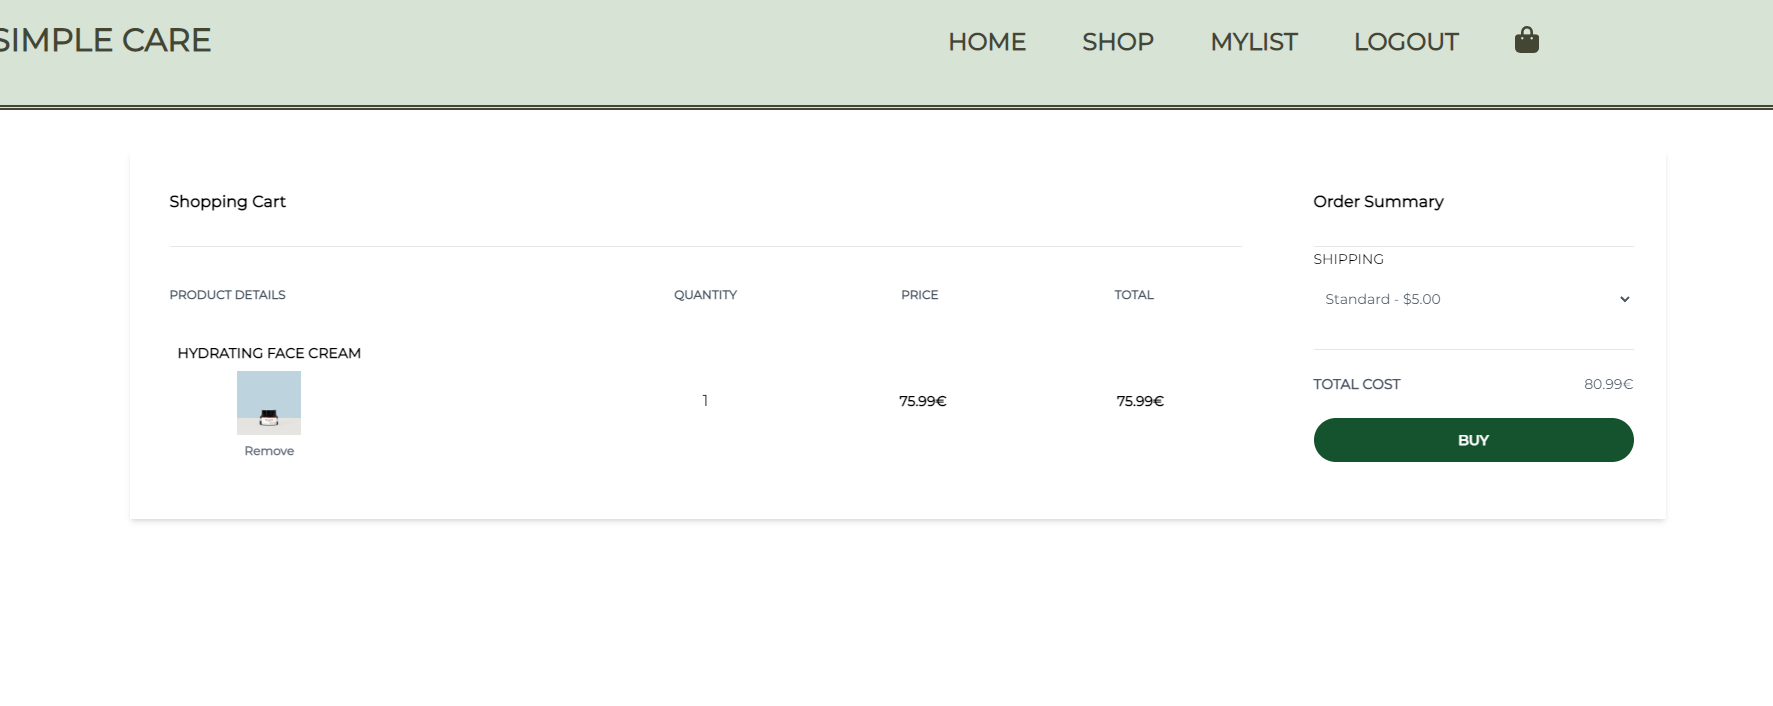 SIMPLE CARE
HOME SHOP MYLIST LOGOUT
Shopping Cart
PRODUCT DETAILS QUANTITY PRICE TOTAL
HYDRATING FACE CREAM
1 75.99€ 75.99€
Remove
Order Summary
SHIPPING
Standard - $5.00
TOTAL COST 80.99€
BUY